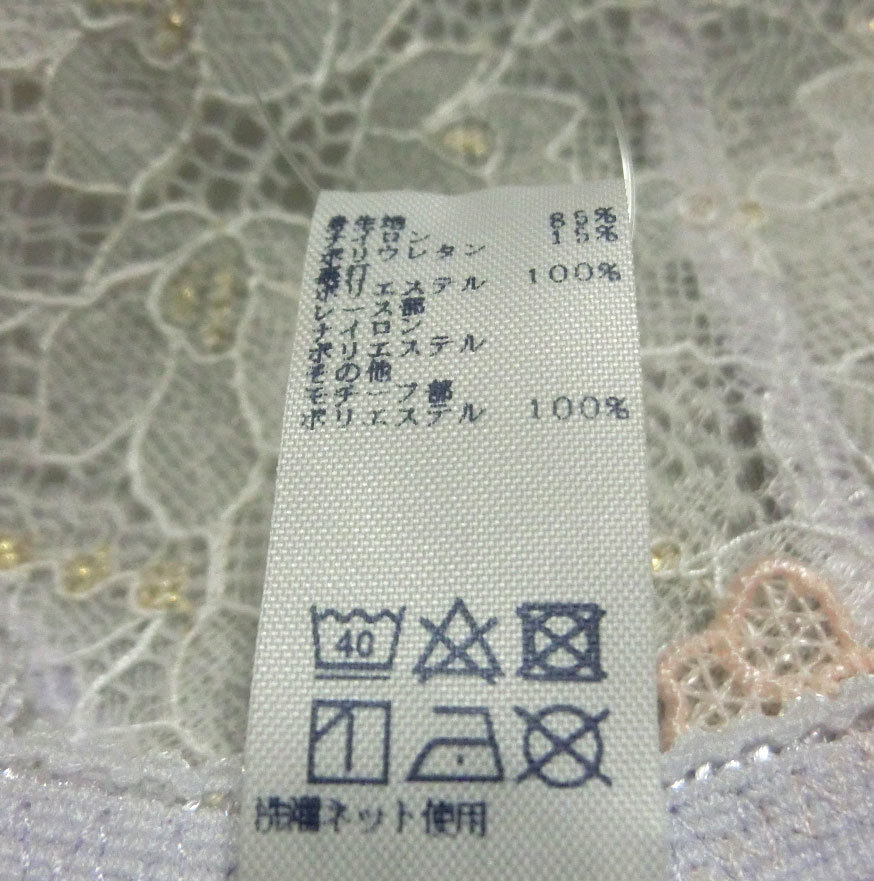 身生地
ナイロン 85%
ポリウレタン 15%
裏打
ポリエステル 100%
レース部
ナイロン
ポリエステル
その他
モチーフ部
ポリエステル 100%
40
洗濯ネット使用